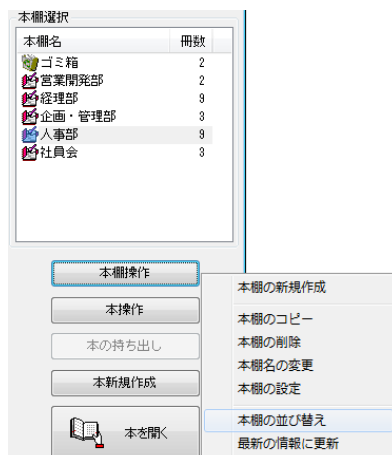 本棚選択
本棚名 冊数
ゴミ箱 2
営業開発部 2
経理部 9
企画・管理部 3
人事部 9
社員会 3
本棚操作
本操作
本の持ち出し
本新規作成
本を開く
本棚の新規作成
本棚のコピー
本棚の削除
本棚名の変更
本棚の設定
本棚の並び替え
最新の情報に更新